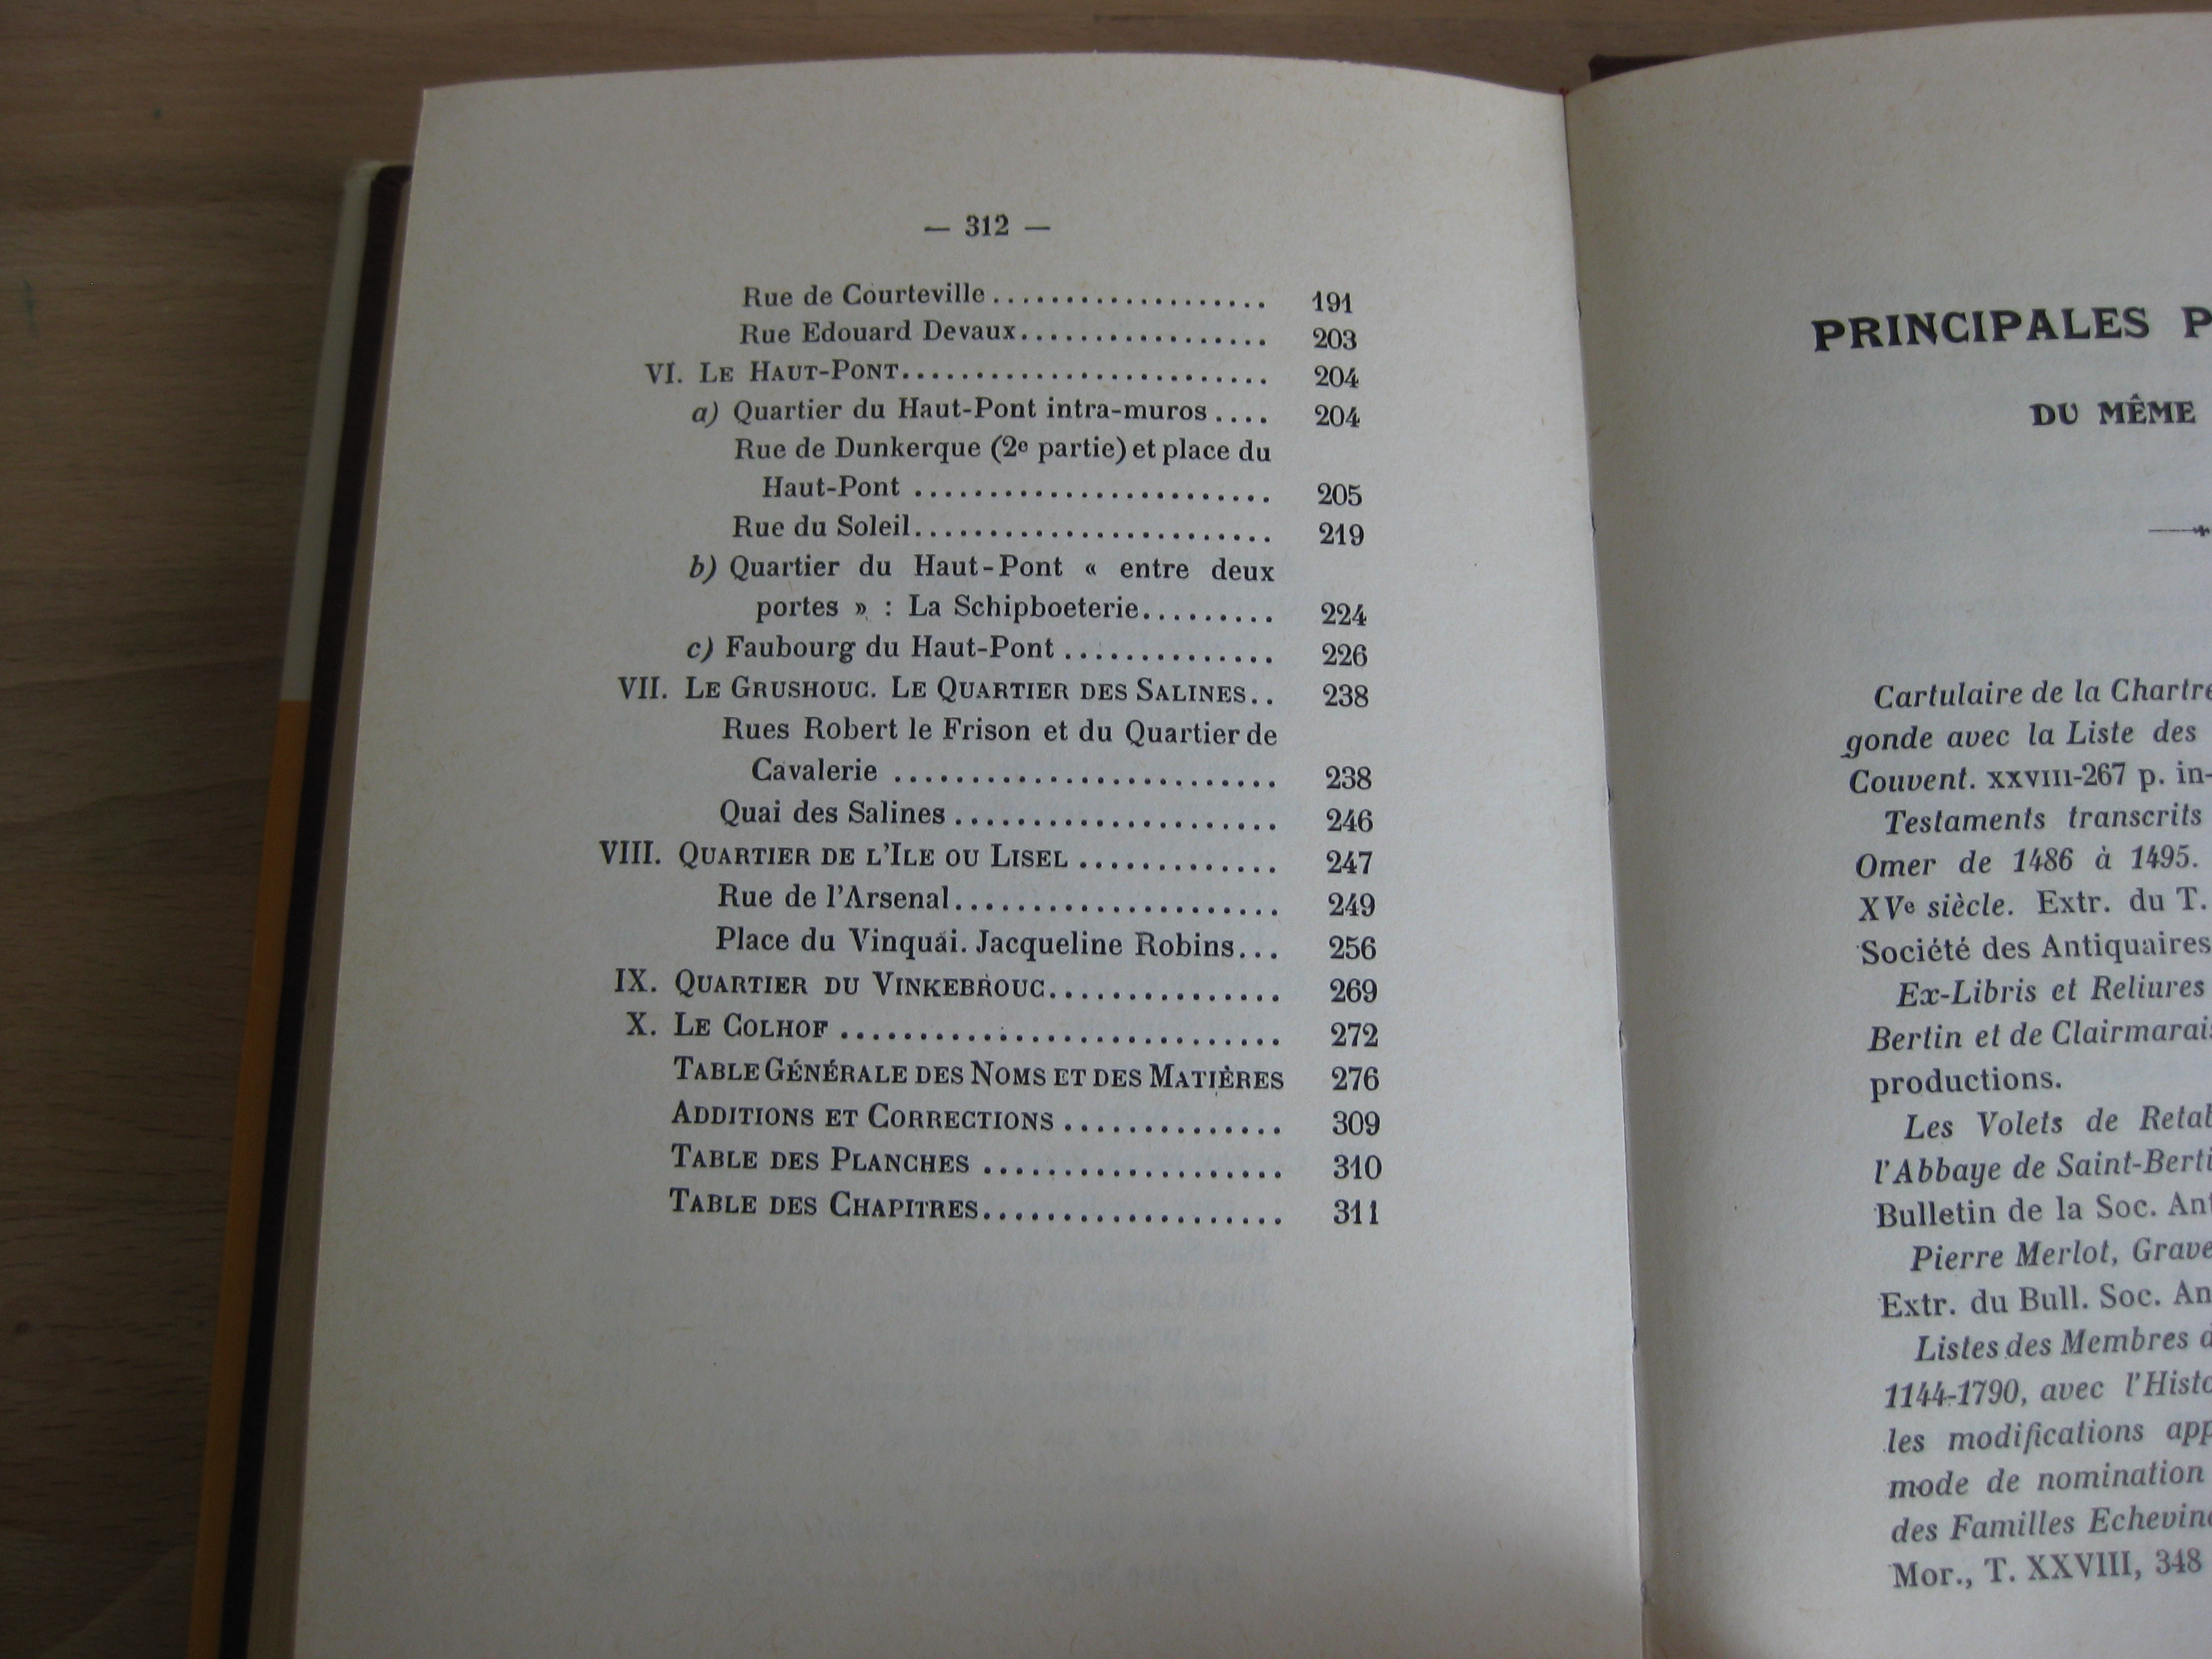 — 312 —
Rue de Courteville................... 191
Rue Edouard Devaux................. 203
VI. LE HAUT-PONT......................... 204
a) Quartier du Haut-Pont intra-muros .... 204
Rue de Dunkerque (2e partie) et place du
Haut-Pont ......................... 205
Rue du Soleil......................... 219
b) Quartier du Haut-Pont « entre deux
portes » : La Schipboeterie......... 224
c) Faubourg du Haut-Pont .............. 226
VII. LE GRUSHOUC. LE QUARTIER DES SALINES.. 238
Rues Robert le Frison et du Quartier de
Cavalerie .......................... 238
Quai des Salines ...................... 246
VIII. QUARTIER DE L'ILE OU LISEL ............. 247
Rue de l'Arsenal...................... 249
Place du Vinquai. Jacqueline Robins... 256
IX. QUARTIER DU VINKEBROUC............... 269
X. LE COLHOF .............................. 272
TABLE GÉNÉRALE DES NOMS ET DES MATIÈRES 276
ADDITIONS ET CORRECTIONS .............. 309
TABLE DES PLANCHES .................... 310
TABLE DES CHAPITRES.................... 311
PRINCIPALES P
DU MÊME
Cartulaire de la Chartre
gonde avec la Liste des
Couvent. XXVIII-267 p. in-
Testaments transcrits
Omer de 1486 à 1495.
XVe siècle. Extr. du T.
Société des Antiquaires
Ex-Libris et Reliures
Bertin et de Clairmarais
productions.
Les Volets de Retab
l'Abbaye de Saint-Berti
Bulletin de la Soc. Ant
Pierre Merlot, Grave
Extr. du Bull. Soc. An
Listes des Membres d
1144-1790, avec l'Histo
les modifications app
mode de nomination
des Familles Echevina
Mor., T. XXVIII, 348